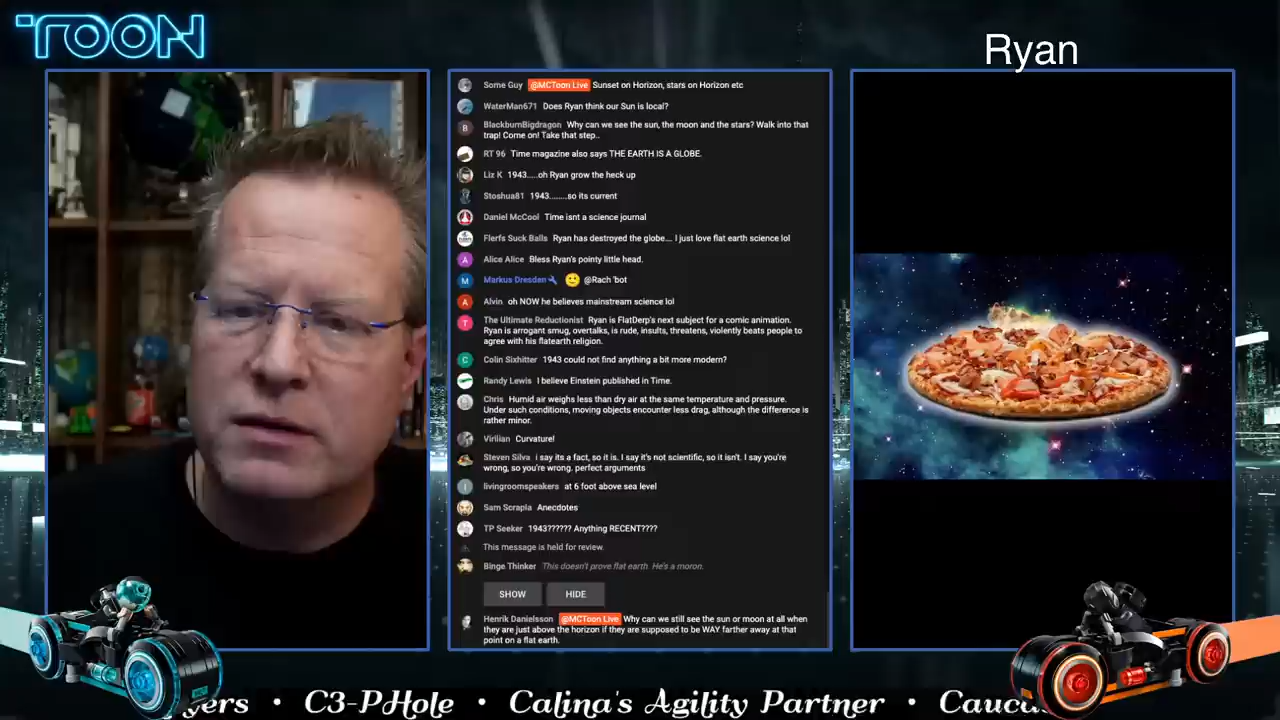 TOON
Ryan
Some Guy @MCToon Live Sunset on Horizon, stars on Horizon etc
WaterMan671 Does Ryan think our Sun is local?
BlackburnBigdragon Why can we see the sun, the moon and the stars? Walk into that
trap! Come on! Take that step..
RT 96 Time magazine also says THE EARTH IS A GLOBE.
Liz K 1943.....oh Ryan grow the heck up
Stoshua81 1943........so its current
Daniel McCool Time isnt a science journal
Flerfs Suck Balls Ryan has destroyed the globe.... I just love flat earth science lol
Alice Alice Bless Ryan's pointy little head.
Markus Dresden @Rach 'bot
Alvin oh NOW he believes mainstream science lol
The Ultimate Reductionist Ryan is FlatDerp's next subject for a comic animation.
Ryan is arrogant smug, overtalks, is rude, insults, threatens, violently beats people to
agree with his flatearth religion.
Colin Sixhitter 1943 could not find anything a bit more modern?
Randy Lewis I believe Einstein published in Time.
Chris Humid air weighs less than dry air at the same temperature and pressure.
Under such conditions, moving objects encounter less drag, although the difference is
rather minor.
Virilian Curvature!
Steven Silva i say its a fact, so it is. I say it's not scientific, so it isn't. I say you're
wrong, so you're wrong. perfect arguments
livingroomspeakers at 6 foot above sea level
Sam Scrapla Anecdotes
TP Seeker 1943?????? Anything RECENT????
This message is held for review.
Binge Thinker This doesn't prove flat earth. He's a moron.
SHOW HIDE
Henrik Danielsson @MCToon Live Why can we still see the sun or moon at all when
they are just above the horizon if they are supposed to be WAY farther away at that
point on a flat earth.
yers • C3-PHole • Calina's Agility Partner • Cauca